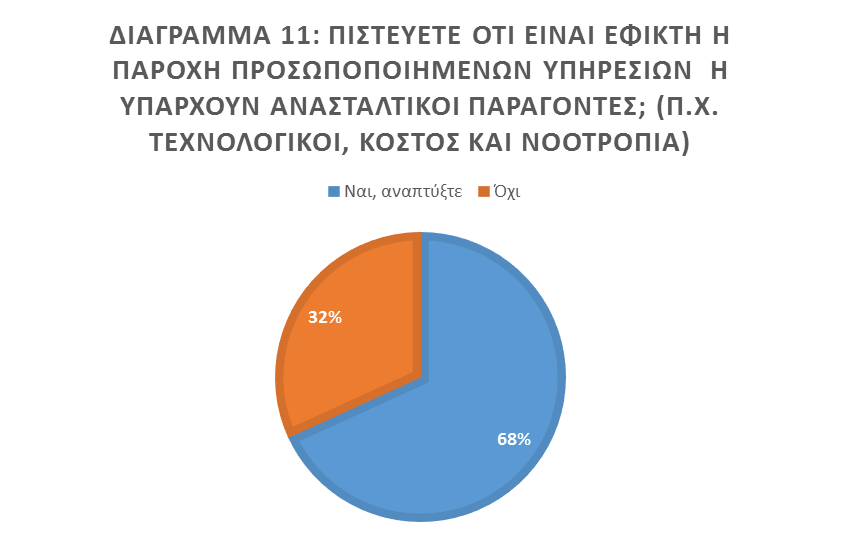 ΔΙΑΓΡΑΜΜΑ 11: ΠΙΣΤΕΥΕΤΕ ΟΤΙ ΕΙΝΑΙ ΕΦΙΚΤΗ Η
ΠΑΡΟΧΗ ΠΡΟΣΩΠΟΠΟΙΗΜΕΝΩΝ ΥΠΗΡΕΣΙΩΝ Η
ΥΠΑΡΧΟΥΝ ΑΝΑΣΤΑΛΤΙΚΟΙ ΠΑΡΑΓΟΝΤΕΣ; (Π.Χ.
ΤΕΧΝΟΛΟΓΙΚΟΙ, ΚΟΣΤΟΣ ΚΑΙ ΝΟΟΤΡΟΠΙΑ)
Ναι, αναπτύξτε Όχι
32%
68%